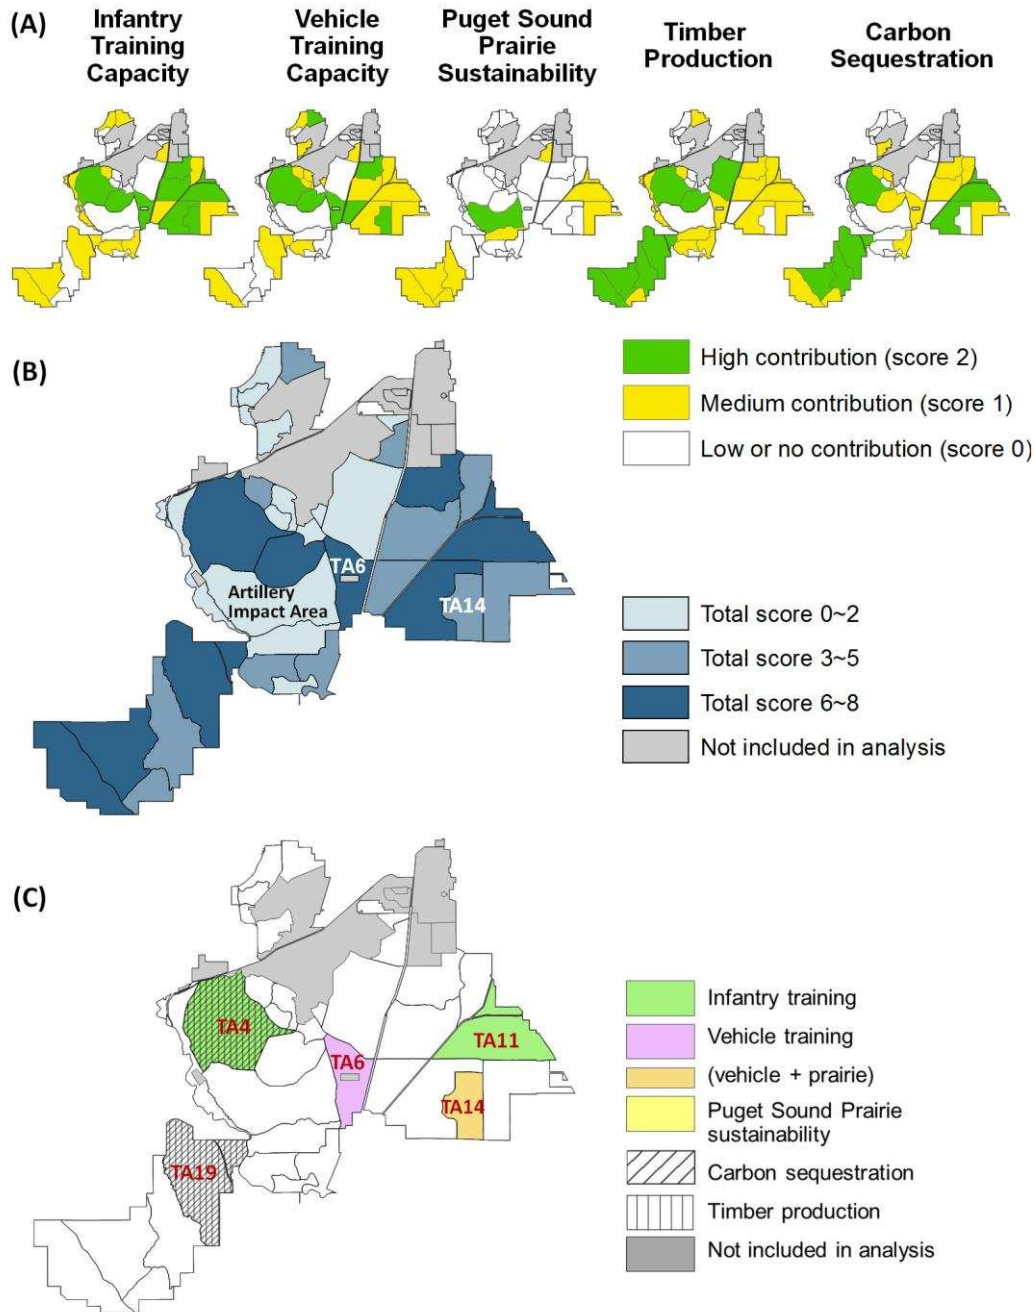 (A)
Infantry
Training
Capacity
Vehicle
Training
Capacity
Puget Sound
Prairie
Sustainability
Timber
Production
Carbon
Sequestration
High contribution (score 2)
Medium contribution (score 1)
Low or no contribution (score 0)
(B)
TA6
Artillery
Impact Area
TA14
Total score 0~2
Total score 3~5
Total score 6~8
Not included in analysis
(C)
TA4
TA11
TA6
TA14
TA19
Infantry training
Vehicle training
(vehicle + prairie)
Puget Sound Prairie
sustainability
Carbon sequestration
Timber production
Not included in analysis